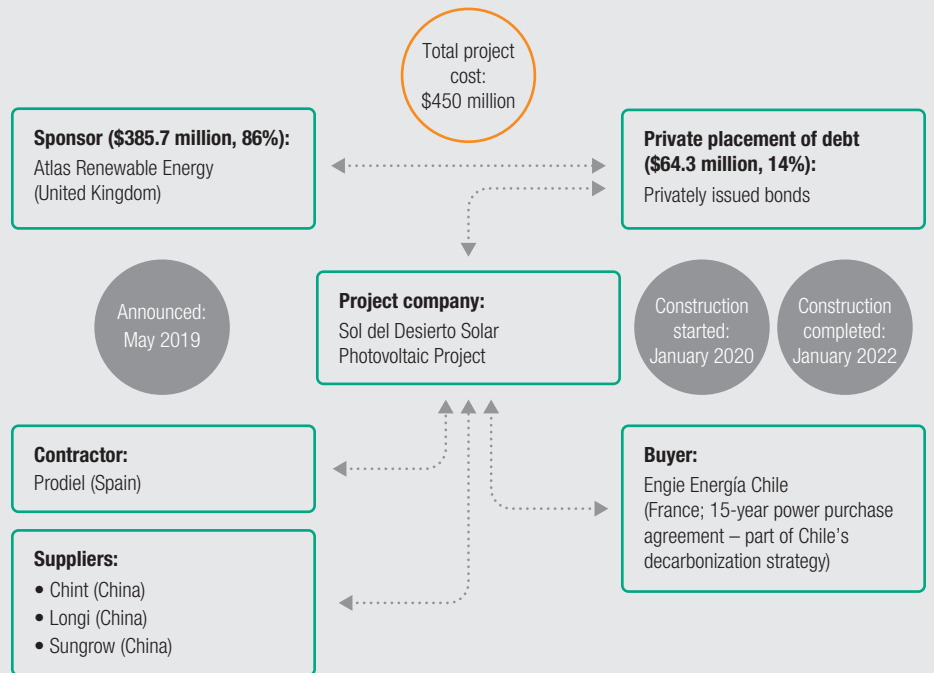 Total project
cost:
$450 million
Sponsor ($385.7 million, 86%):
Atlas Renewable Energy
(United Kingdom)
Private placement of debt
($64.3 million, 14%):
Privately issued bonds
Announced:
May 2019
Project company:
Sol del Desierto Solar
Photovoltaic Project
Construction
started:
January 2020
Construction
completed:
January 2022
Contractor:
Prodiel (Spain)
Buyer:
Engie Energía Chile
(France; 15-year power purchase
agreement – part of Chile's
decarbonization strategy)
Suppliers:
• Chint (China)
• Longi (China)
• Sungrow (China)